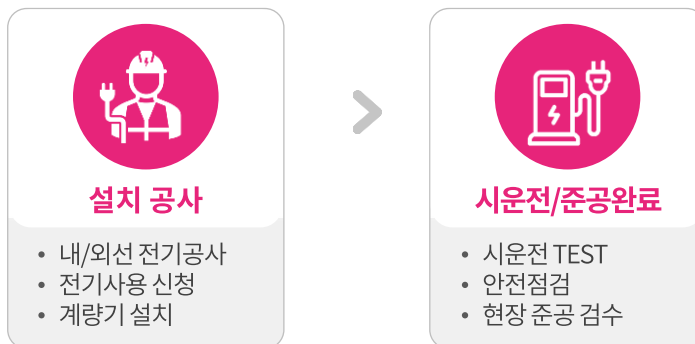 설치 공사
• 내/외선 전기공사
• 전기사용 신청
• 계량기 설치
시운전/준공완료
• 시운전 TEST
• 안전점검
• 현장 준공 검수